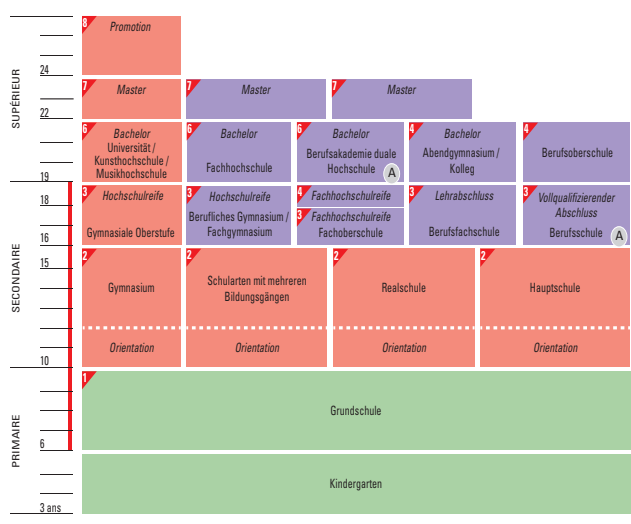 SUPÉRIEUR
SECONDAIRE
PRIMAIRE
24
22
19
18
16
15
10
6
3 ans
8
Promotion
7
Master
7
Master
7
Master
6
Bachelor
Universität /
Kunsthochschule /
Musikhochschule
6
Bachelor
Fachhochschule
6
Bachelor
Berufsakademie duale
Hochschule
A
4
Bachelor
Abendgymnasium /
Kolleg
4
Berufsoberschule
3
Hochschulreife
Gymnasiale Oberstufe
3
Hochschulreife
Berufliches Gymnasium /
Fachgymnasium
4
Fachhochschulreife
3
Fachhochschulreife
Fachoberschule
3
Lehrabschluss
Berufsfachschule
3
Vollqualifizierender
Abschluss
Berufsschule
A
2
Gymnasium
2
Schularten mit mehreren
Bildungsgängen
2
Realschule
2
Hauptschule
Orientation
Orientation
Orientation
Orientation
1
Grundschule
Kindergarten